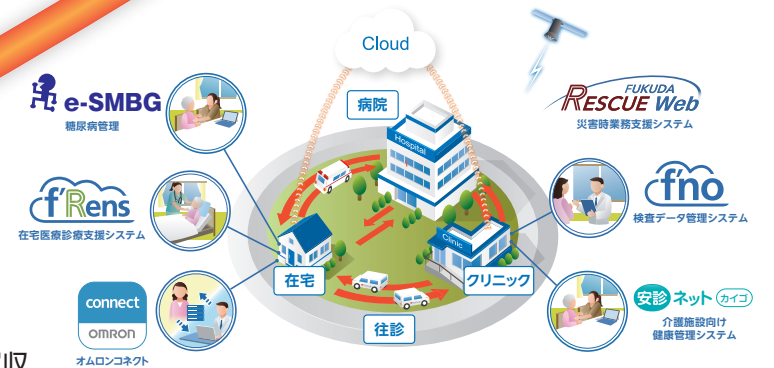 Cloud
病院
Hospital
e-SMBG
糖尿病管理
FUKUDA
RESCUE Web
災害時業務支援システム
f'Rens
在宅医療診療支援システム
f'no
検査データ管理システム
Clinic
在宅
クリニック
connect
OMRON
オムロンコネクト
往診
安診ネット カイゴ
介護施設向け
健康管理システム
収